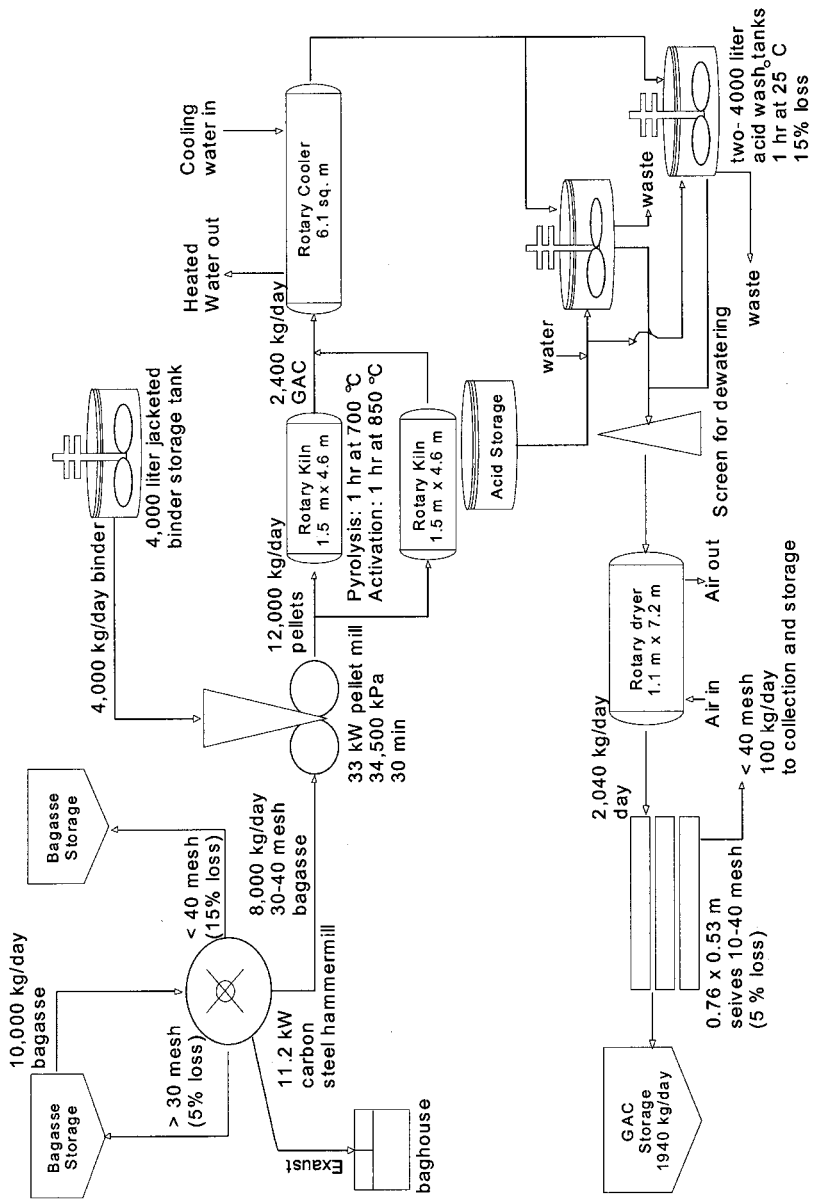 10,000 kg/day
bagasse
Bagasse
Storage
> 30 mesh
(5% loss)
< 40 mesh
(15% loss)
Bagasse
Storage
Exaust
baghouse
11.2 kW
carbon
steel hammermill
8,000 kg/day
30-40 mesh
bagasse
4,000 kg/day binder
4,000 liter jacketed
binder storage tank
33 kW pellet mill
34,500 kPa
30 min
12,000 kg/day
pellets
Rotary Kiln
1.5 m x 4.6 m
Pyrolysis: 1 hr at 700 °C
Activation: 1 hr at 850 °C
Rotary Kiln
1.5 m x 4.6 m
2,400 kg/day
GAC
Heated
Water out
Cooling
water in
Rotary Cooler
6.1 sq. m
Acid Storage
water
waste
two- 4000 liter
acid wash tanks
1 hr at 25 °C
15% loss
waste
Screen for dewatering
Rotary dryer
1.1 m x 7.2 m
Air in
Air out
2,040 kg/day
day
0.76 x 0.53 m
seives 10-40 mesh
(5 % loss)
< 40 mesh
100 kg/day
to collection and storage
GAC
Storage
1940 kg/day